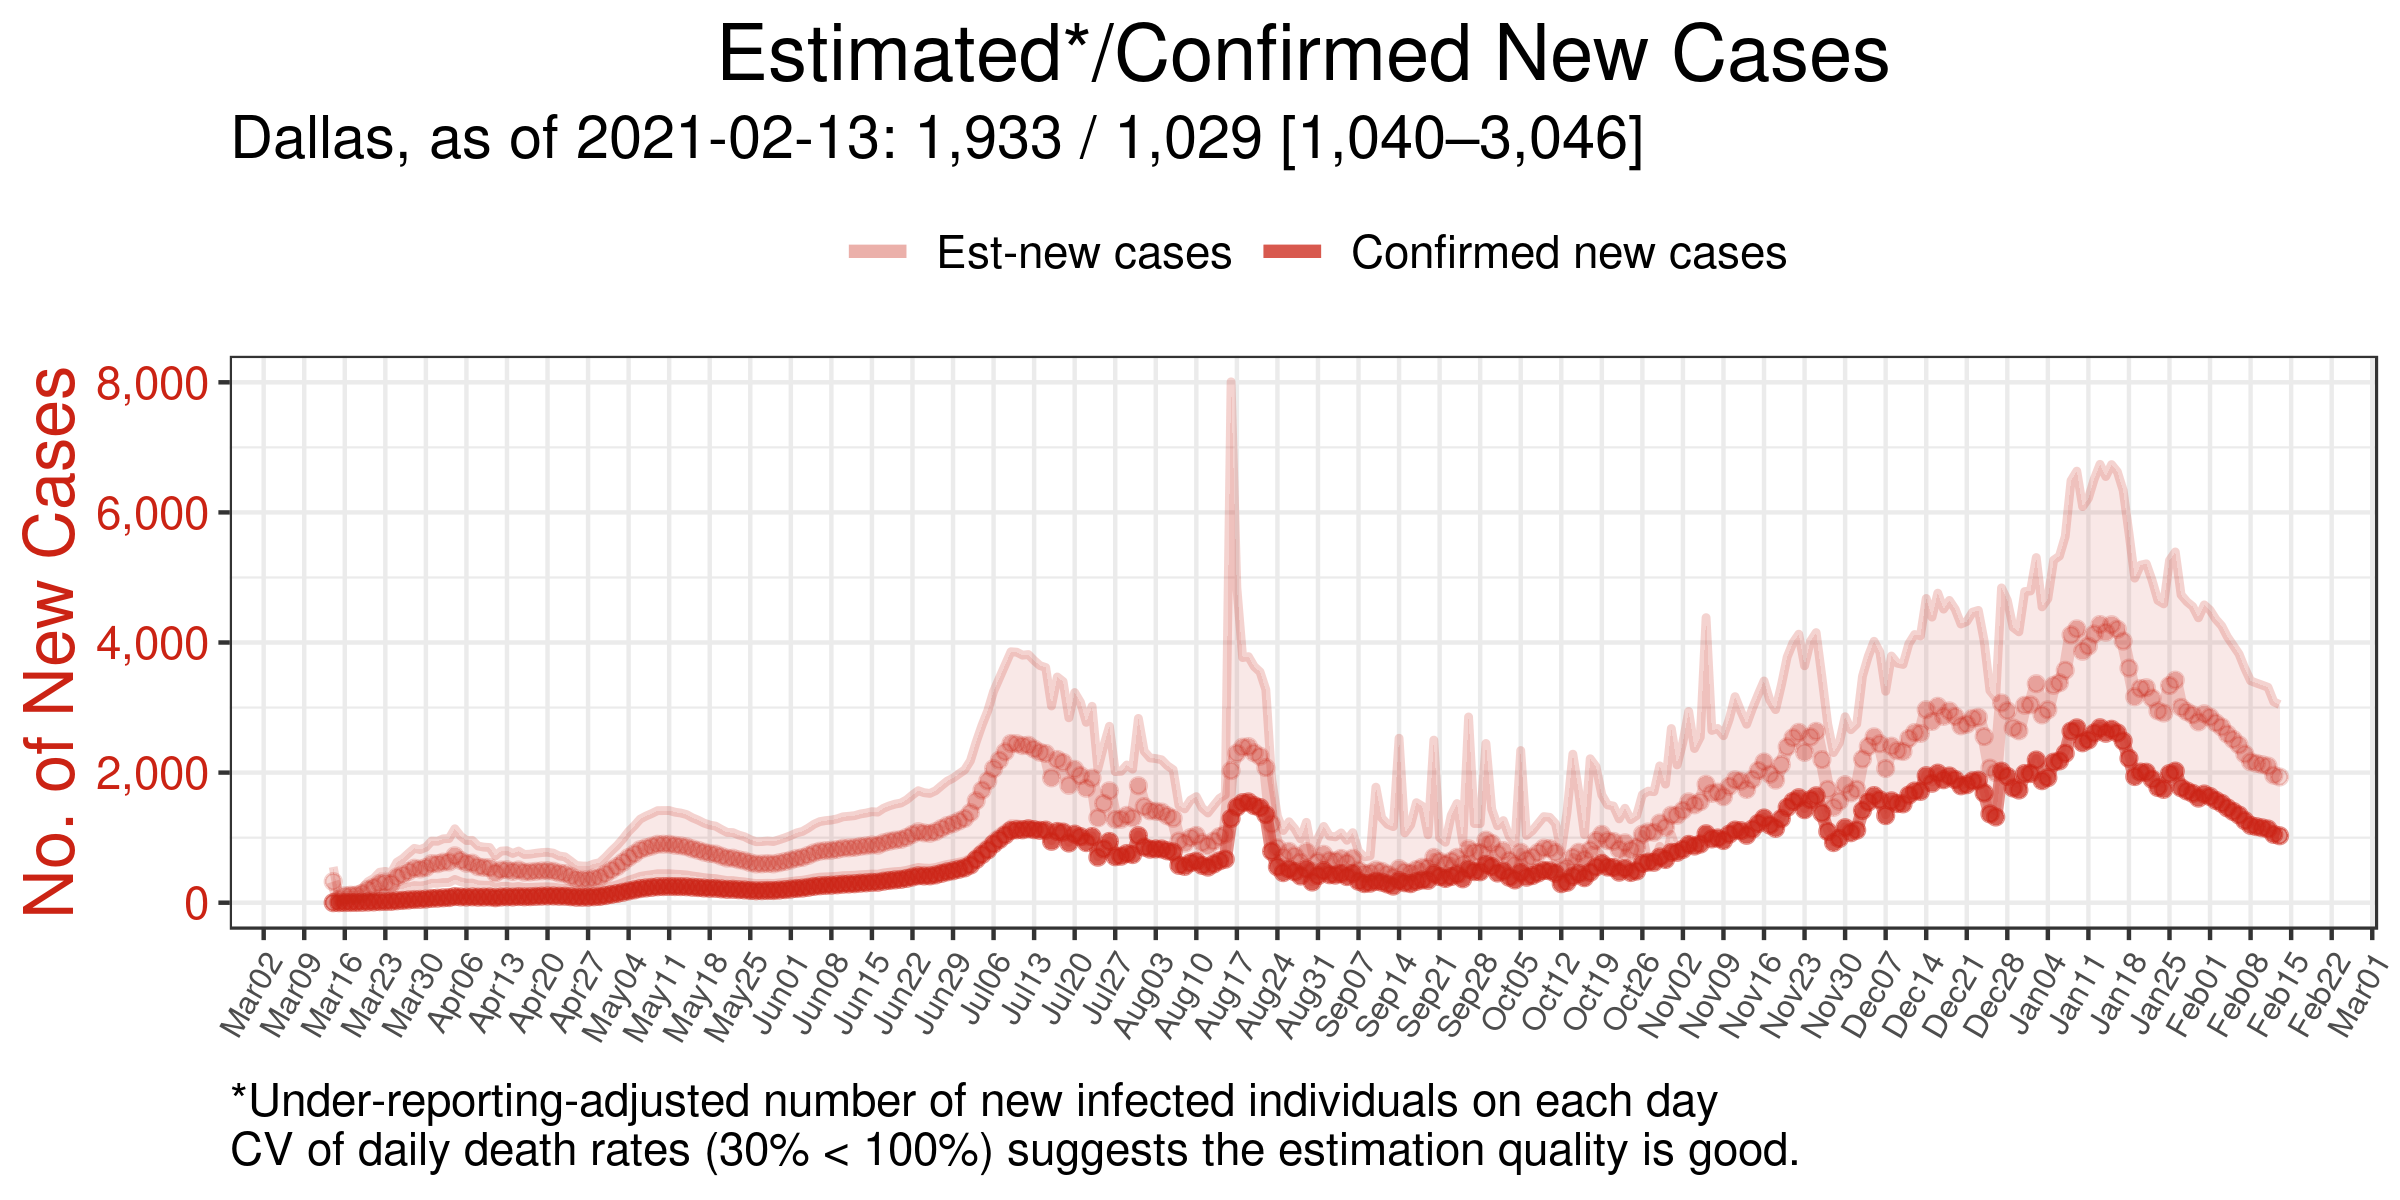 Estimated*/Confirmed New Cases
Dallas, as of 2021-02-13: 1,933 / 1,029 [1,040–3,046]
Est-new cases Confirmed new cases
No. of New Cases
8,000
6,000
4,000
2,000
0
Mar02 Mar09 Mar16 Mar23 Mar30 Apr06 Apr13 Apr20 Apr27 May04 May11 May18 May25 Jun01 Jun08 Jun15 Jun22 Jun29 Jul06 Jul13 Jul20 Jul27 Aug03 Aug10 Aug17 Aug24 Aug31 Sep07 Sep14 Sep21 Sep28 Oct05 Oct12 Oct19 Oct26 Nov02 Nov09 Nov16 Nov23 Nov30 Dec07 Dec14 Dec21 Dec28 Jan04 Jan11 Jan18 Jan25 Feb01 Feb08 Feb15 Feb22 Mar01
*Under-reporting-adjusted number of new infected individuals on each day
CV of daily death rates (30% < 100%) suggests the estimation quality is good.